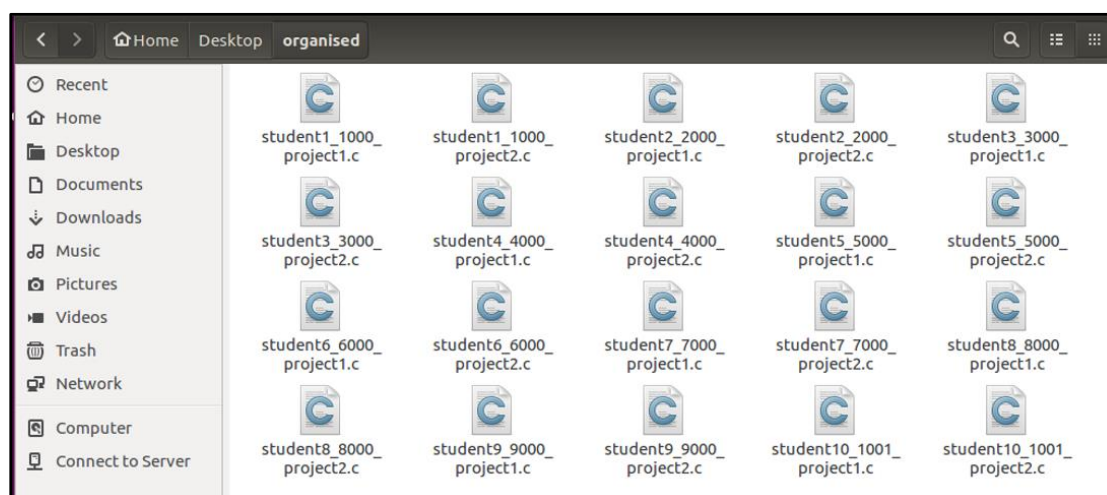 Home Desktop organised
Recent
Home
Desktop
Documents
Downloads
Music
Pictures
Videos
Trash
Network
Computer
Connect to Server
student1_1000_
project1.c
student1_1000_
project2.c
student2_2000_
project1.c
student2_2000_
project2.c
student3_3000_
project1.c
student3_3000_
project2.c
student4_4000_
project1.c
student4_4000_
project2.c
student5_5000_
project1.c
student5_5000_
project2.c
student6_6000_
project1.c
student6_6000_
project2.c
student7_7000_
project1.c
student7_7000_
project2.c
student8_8000_
project1.c
student8_8000_
project2.c
student9_9000_
project1.c
student9_9000_
project2.c
student10_1001_
project1.c
student10_1001_
project2.c